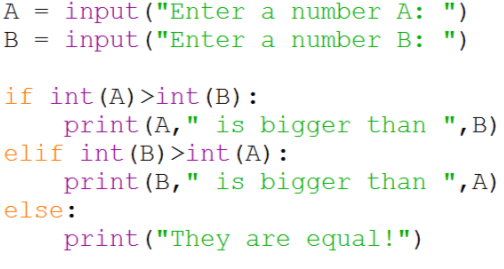 A = input("Enter a number A: ")
B = input("Enter a number B: ")
if int(A)>int(B):
print(A," is bigger than ",B)
elif int(B)>int(A):
print(B," is bigger than ",A)
else:
print("They are equal!")